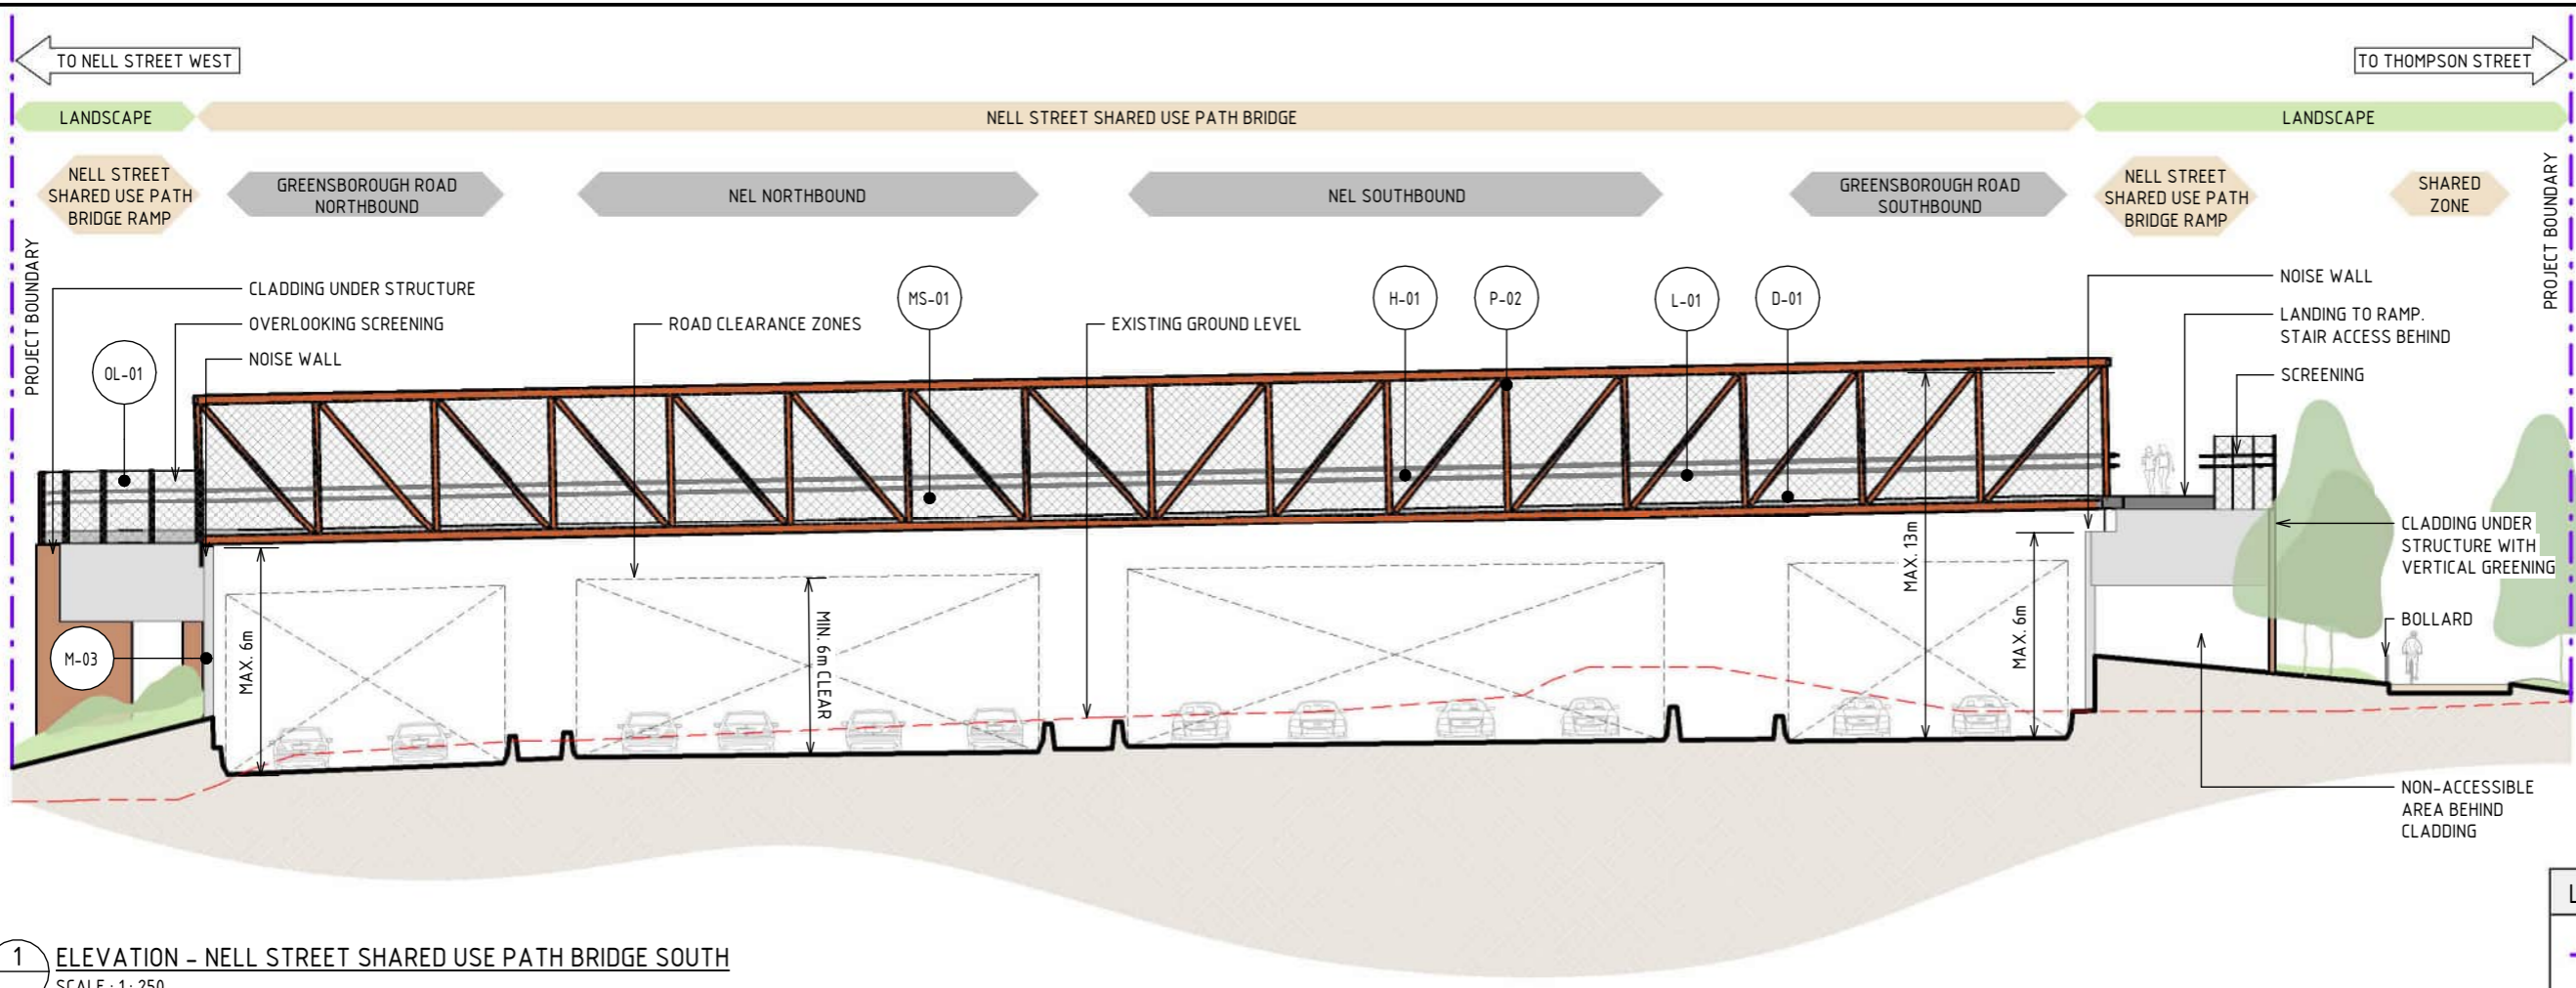 TO NELL STREET WEST
TO THOMPSON STREET
LANDSCAPE
NELL STREET SHARED USE PATH BRIDGE
LANDSCAPE
NELL STREET
SHARED USE PATH
BRIDGE RAMP
GREENSBOROUGH ROAD
NORTHBOUND
NEL NORTHBOUND
NEL SOUTHBOUND
GREENSBOROUGH ROAD
SOUTHBOUND
NELL STREET
SHARED USE PATH
BRIDGE RAMP
SHARED
ZONE
PROJECT BOUNDARY
PROJECT BOUNDARY
CLADDING UNDER STRUCTURE
OVERLOOKING SCREENING
NOISE WALL
OL-01
ROAD CLEARANCE ZONES
MS-01
EXISTING GROUND LEVEL
H-01
P-02
L-01
D-01
NOISE WALL
LANDING TO RAMP.
STAIR ACCESS BEHIND
SCREENING
CLADDING UNDER
STRUCTURE WITH
VERTICAL GREENING
BOLLARD
M-03
MAX. 6m
MIN. 6m CLEAR
MAX. 13m
MAX. 6m
NON-ACCESSIBLE
AREA BEHIND
CLADDING
1
ELEVATION - NELL STREET SHARED USE PATH BRIDGE SOUTH
SCALE : 1 : 250